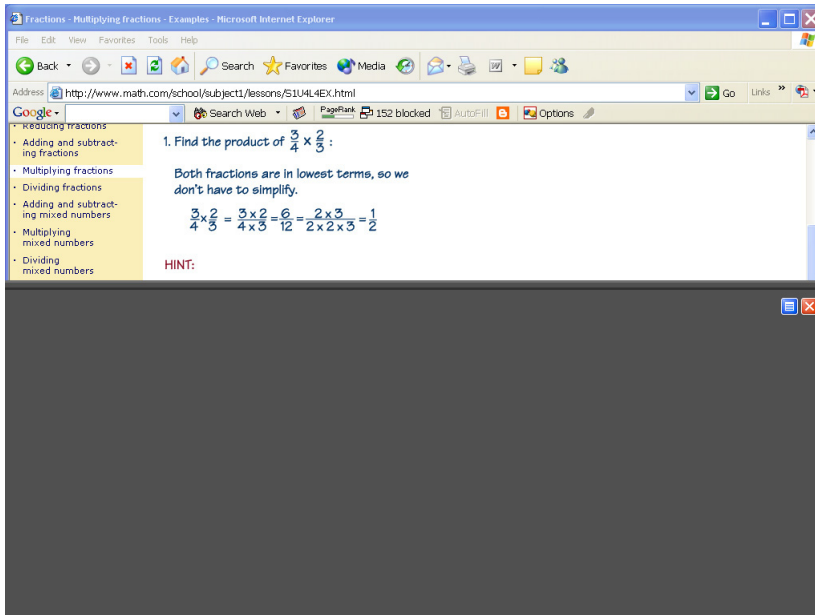 Fractions - Multiplying fractions - Examples - Microsoft Internet Explorer
File Edit View Favorites Tools Help
Back Search Favorites Media
Address http://www.math.com/school/subject1/lessons/S1U4L4EX.html Go Links »
Google Search Web PageRank 152 blocked AutoFill Options
Reducing fractions
Adding and subtract-
ing fractions
Multiplying fractions
Dividing fractions
Adding and subtract-
ing mixed numbers
Multiplying
mixed numbers
Dividing
mixed numbers
1. Find the product of 3/4 x 2/3 :
Both fractions are in lowest terms, so we
don't have to simplify.
3/4 x 2/3 = 3 x 2/4 x 3 = 6/12 = 2 x 3/2 x 2 x 3 = 1/2
HINT: